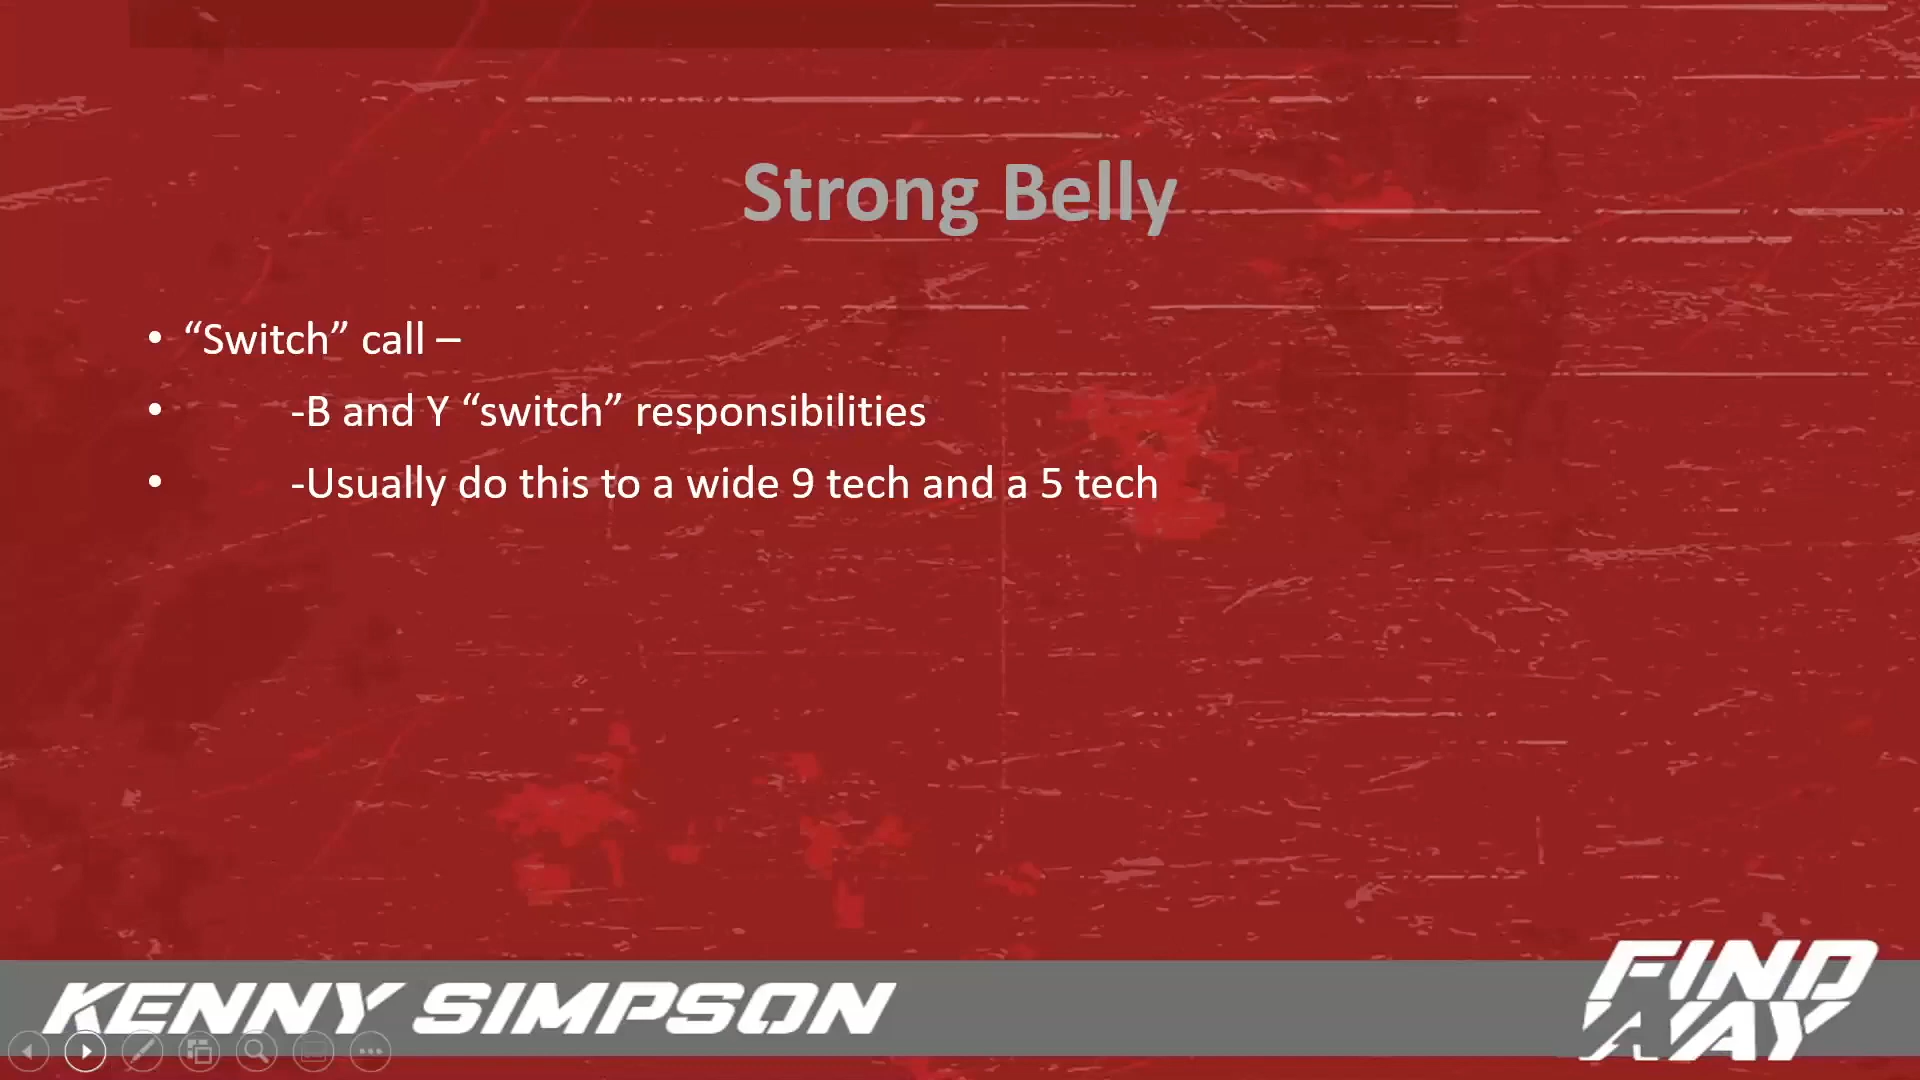 Strong Belly
• “Switch” call –
• -B and Y “switch” responsibilities
• -Usually do this to a wide 9 tech and a 5 tech
KENNY SIMPSON
FIND
A WAY